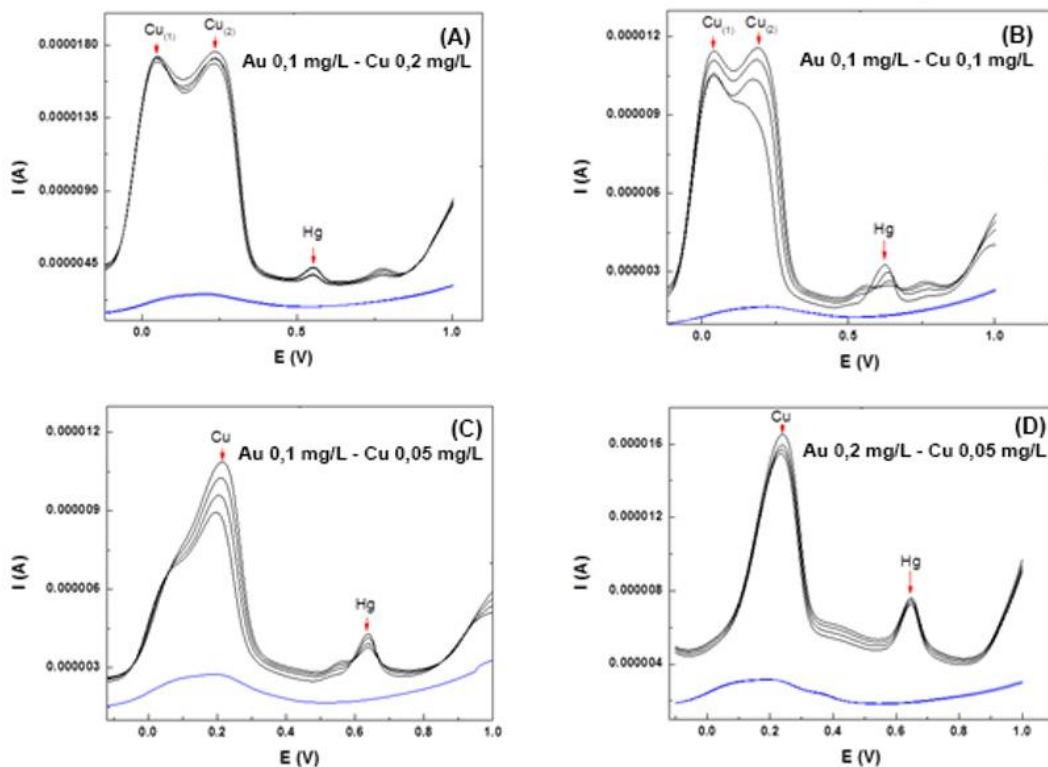 (A)
Cu(1)
Cu(2)
Au 0,1 mg/L - Cu 0,2 mg/L
0.0000180
0.0000135
0.0000090
0.0000045
I (A)
Hg
0.0
0.5
1.0
E (V)
(B)
Cu(1)
Cu(2)
Au 0,1 mg/L - Cu 0,1 mg/L
0.000012
0.000009
0.000006
0.000003
I (A)
Hg
0.0
0.5
1.0
E (V)
(C)
Cu
Au 0,1 mg/L - Cu 0,05 mg/L
0.000012
0.000009
0.000006
0.000003
I (A)
Hg
0.0
0.2
0.4
0.6
0.8
1.0
E (V)
(D)
Cu
Au 0,2 mg/L - Cu 0,05 mg/L
0.000016
0.000012
0.000008
0.000004
I (A)
Hg
0.0
0.2
0.4
0.6
0.8
1.0
E (V)